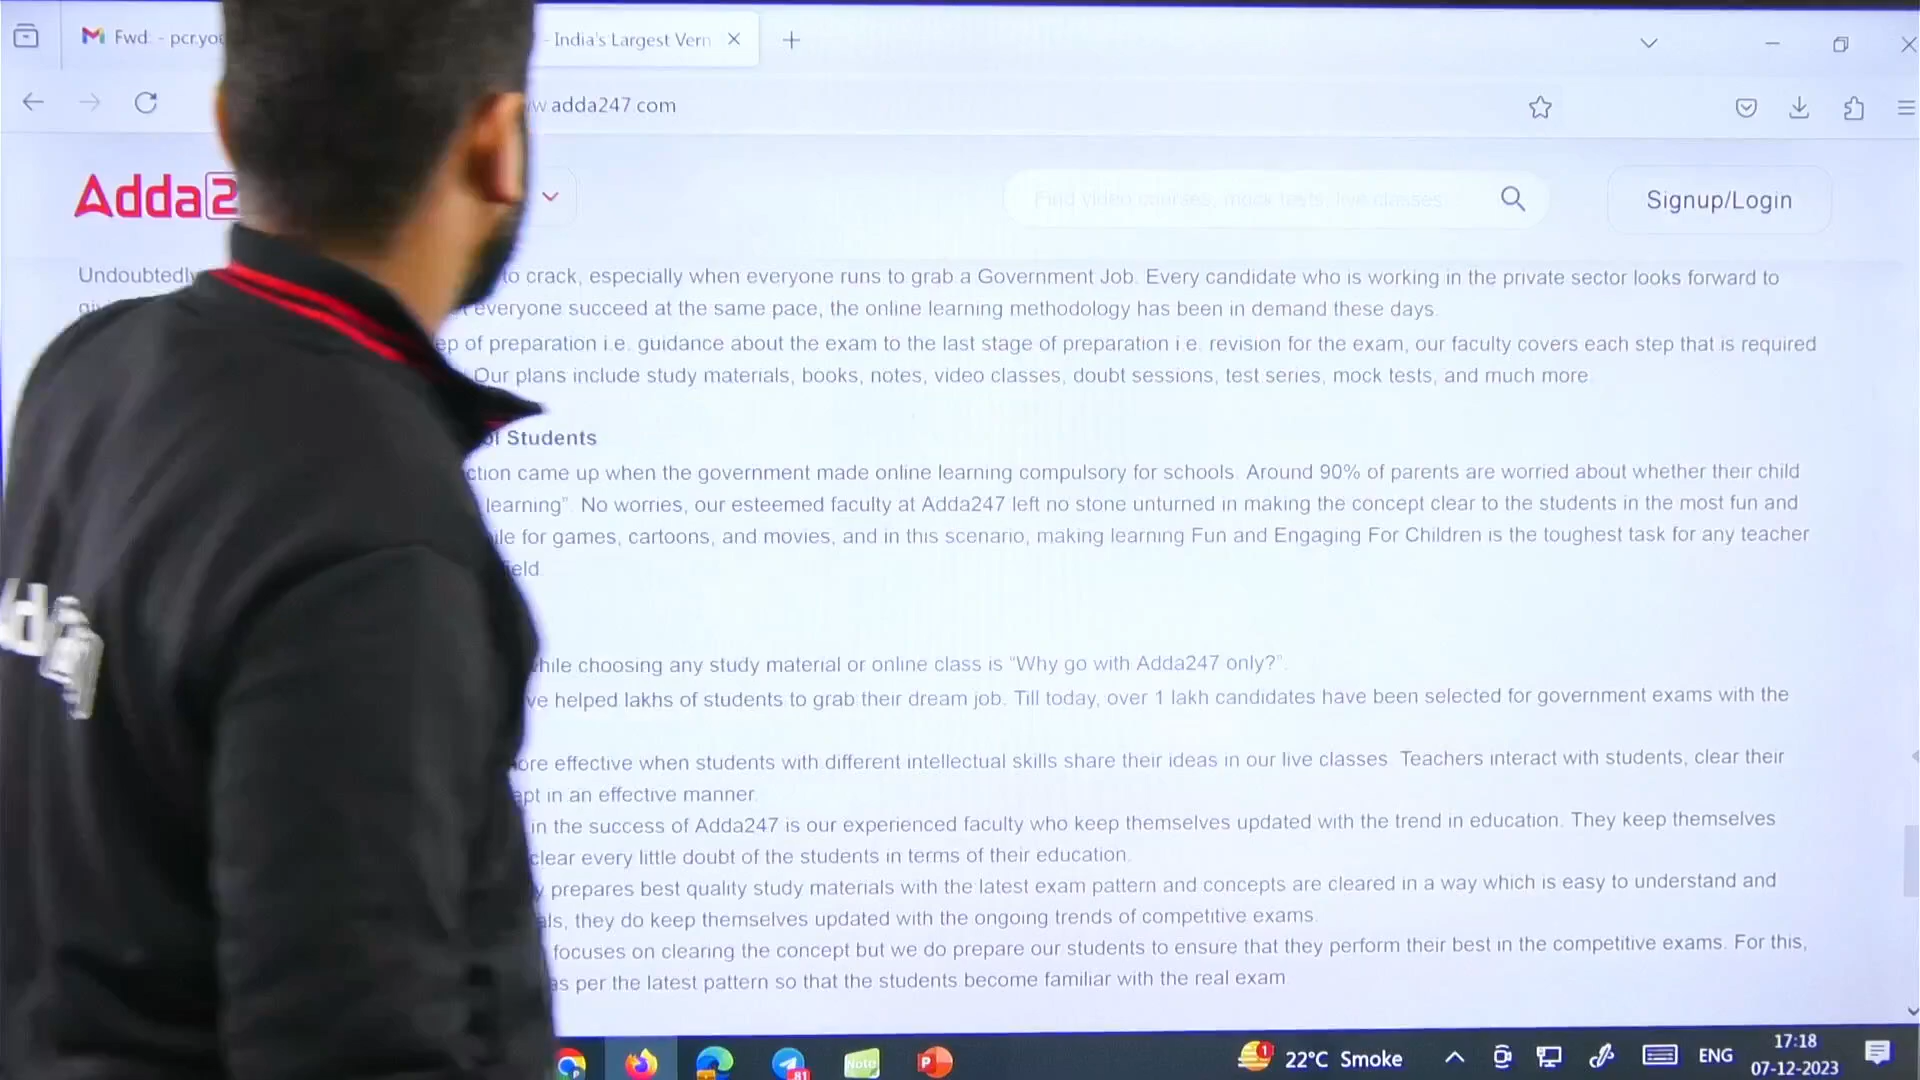 Fwd: - pcr.yo
- India's Largest Vern
adda247.com
Adda2
Find video courses, mock tests, live classes
Signup/Login
Undoubtedly to crack, especially when everyone runs to grab a Government Job. Every candidate who is working in the private sector looks forward to
everyone succeed at the same pace, the online learning methodology has been in demand these days.
ep of preparation i.e. guidance about the exam to the last stage of preparation i.e. revision for the exam, our faculty covers each step that is required
Our plans include study materials, books, notes, video classes, doubt sessions, test series, mock tests, and much more.
of Students
ction came up when the government made online learning compulsory for schools. Around 90% of parents are worried about whether their child
learning”. No worries, our esteemed faculty at Adda247 left no stone unturned in making the concept clear to the students in the most fun and
ile for games, cartoons, and movies, and in this scenario, making learning Fun and Engaging For Children is the toughest task for any teacher
eld.
hile choosing any study material or online class is “Why go with Adda247 only?”.
ve helped lakhs of students to grab their dream job. Till today, over 1 lakh candidates have been selected for government exams with the
ore effective when students with different intellectual skills share their ideas in our live classes. Teachers interact with students, clear their
ept in an effective manner.
in the success of Adda247 is our experienced faculty who keep themselves updated with the trend in education. They keep themselves
clear every little doubt of the students in terms of their education.
y prepares best quality study materials with the latest exam pattern and concepts are cleared in a way which is easy to understand and
als, they do keep themselves updated with the ongoing trends of competitive exams.
focuses on clearing the concept but we do prepare our students to ensure that they perform their best in the competitive exams. For this,
as per the latest pattern so that the students become familiar with the real exam.
81
Note
P
1
22°C Smoke
ENG
17:18
07-12-2023